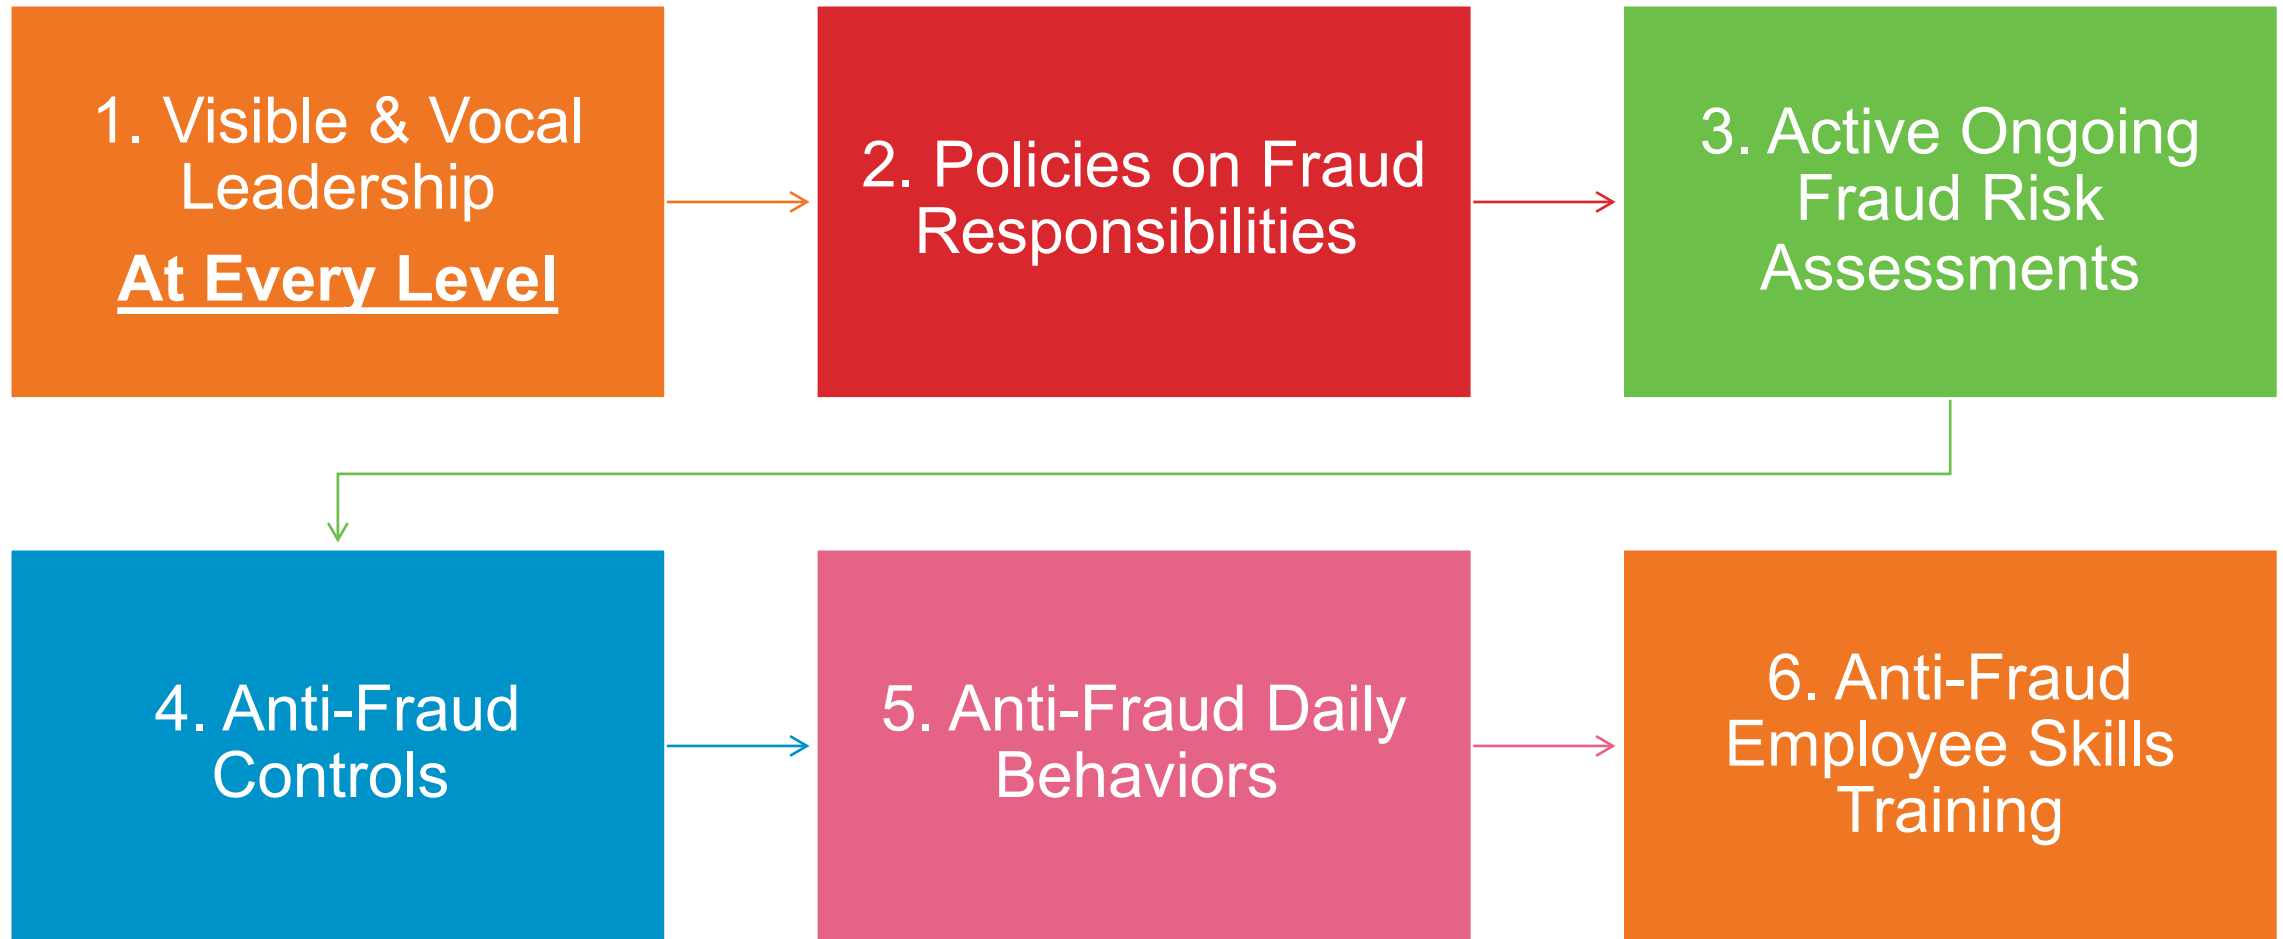 1. Visible & Vocal
Leadership
At Every Level
2. Policies on Fraud
Responsibilities
3. Active Ongoing
Fraud Risk
Assessments
4. Anti-Fraud
Controls
5. Anti-Fraud Daily
Behaviors
6. Anti-Fraud
Employee Skills
Training